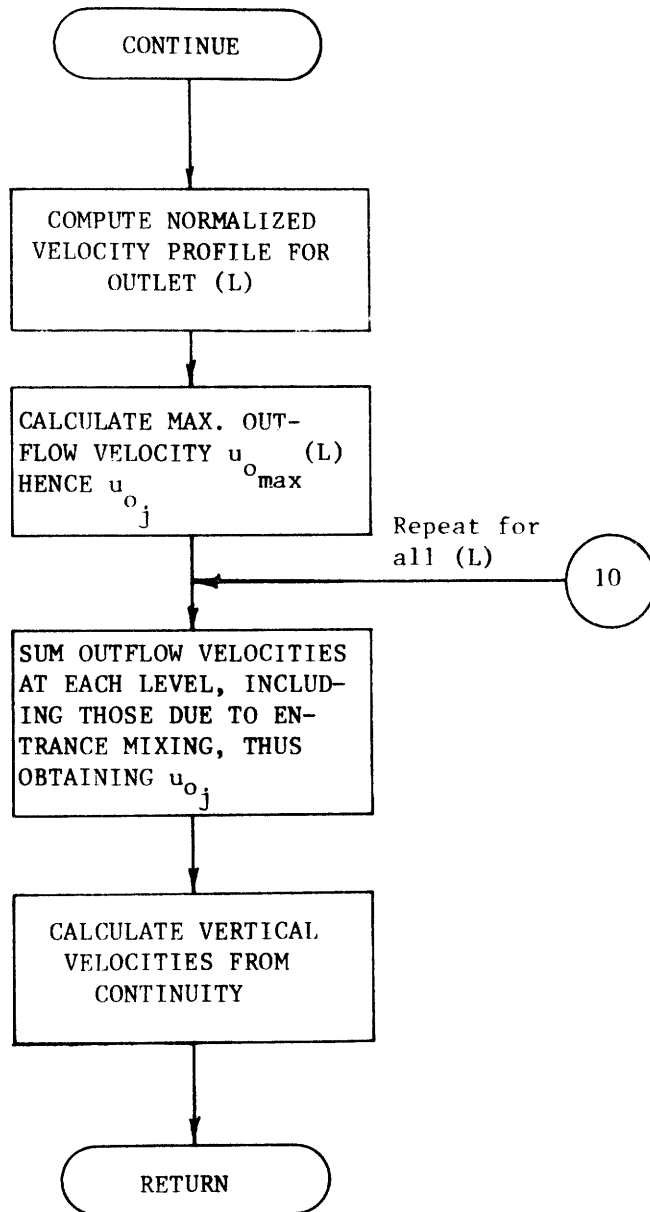 CONTINUE
COMPUTE NORMALIZED
VELOCITY PROFILE FOR
OUTLET (L)
CALCULATE MAX. OUT-
FLOW VELOCITY u_o_max (L)
HENCE u_o_j
Repeat for
all (L)
10
SUM OUTFLOW VELOCITIES
AT EACH LEVEL, INCLUD-
ING THOSE DUE TO EN-
TRANCE MIXING, THUS
OBTAINING u_o_j
CALCULATE VERTICAL
VELOCITIES FROM
CONTINUITY
RETURN